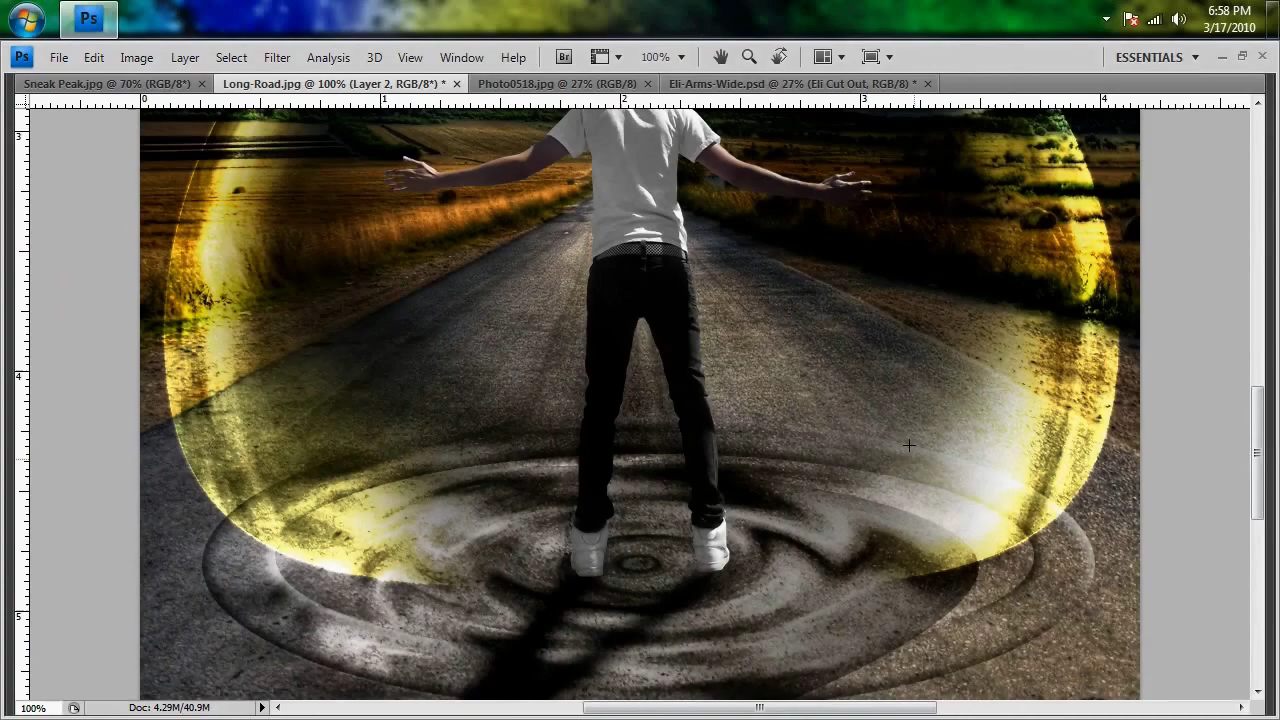 Ps
6:58 PM
3/17/2010
Ps File Edit Image Layer Select Filter Analysis 3D View Window Help Br 100% ESSENTIALS
Sneak Peak.jpg @ 70% (RGB/8*) Long-Road.jpg @ 100% (Layer 2, RGB/8*) * Photo0518.jpg @ 27% (RGB/8) Eli-Arms-Wide.psd @ 27% (Eli Cut Out, RGB/8) *
0 1 2 3 4
3
4
5
100% Doc: 4.29M/40.9M